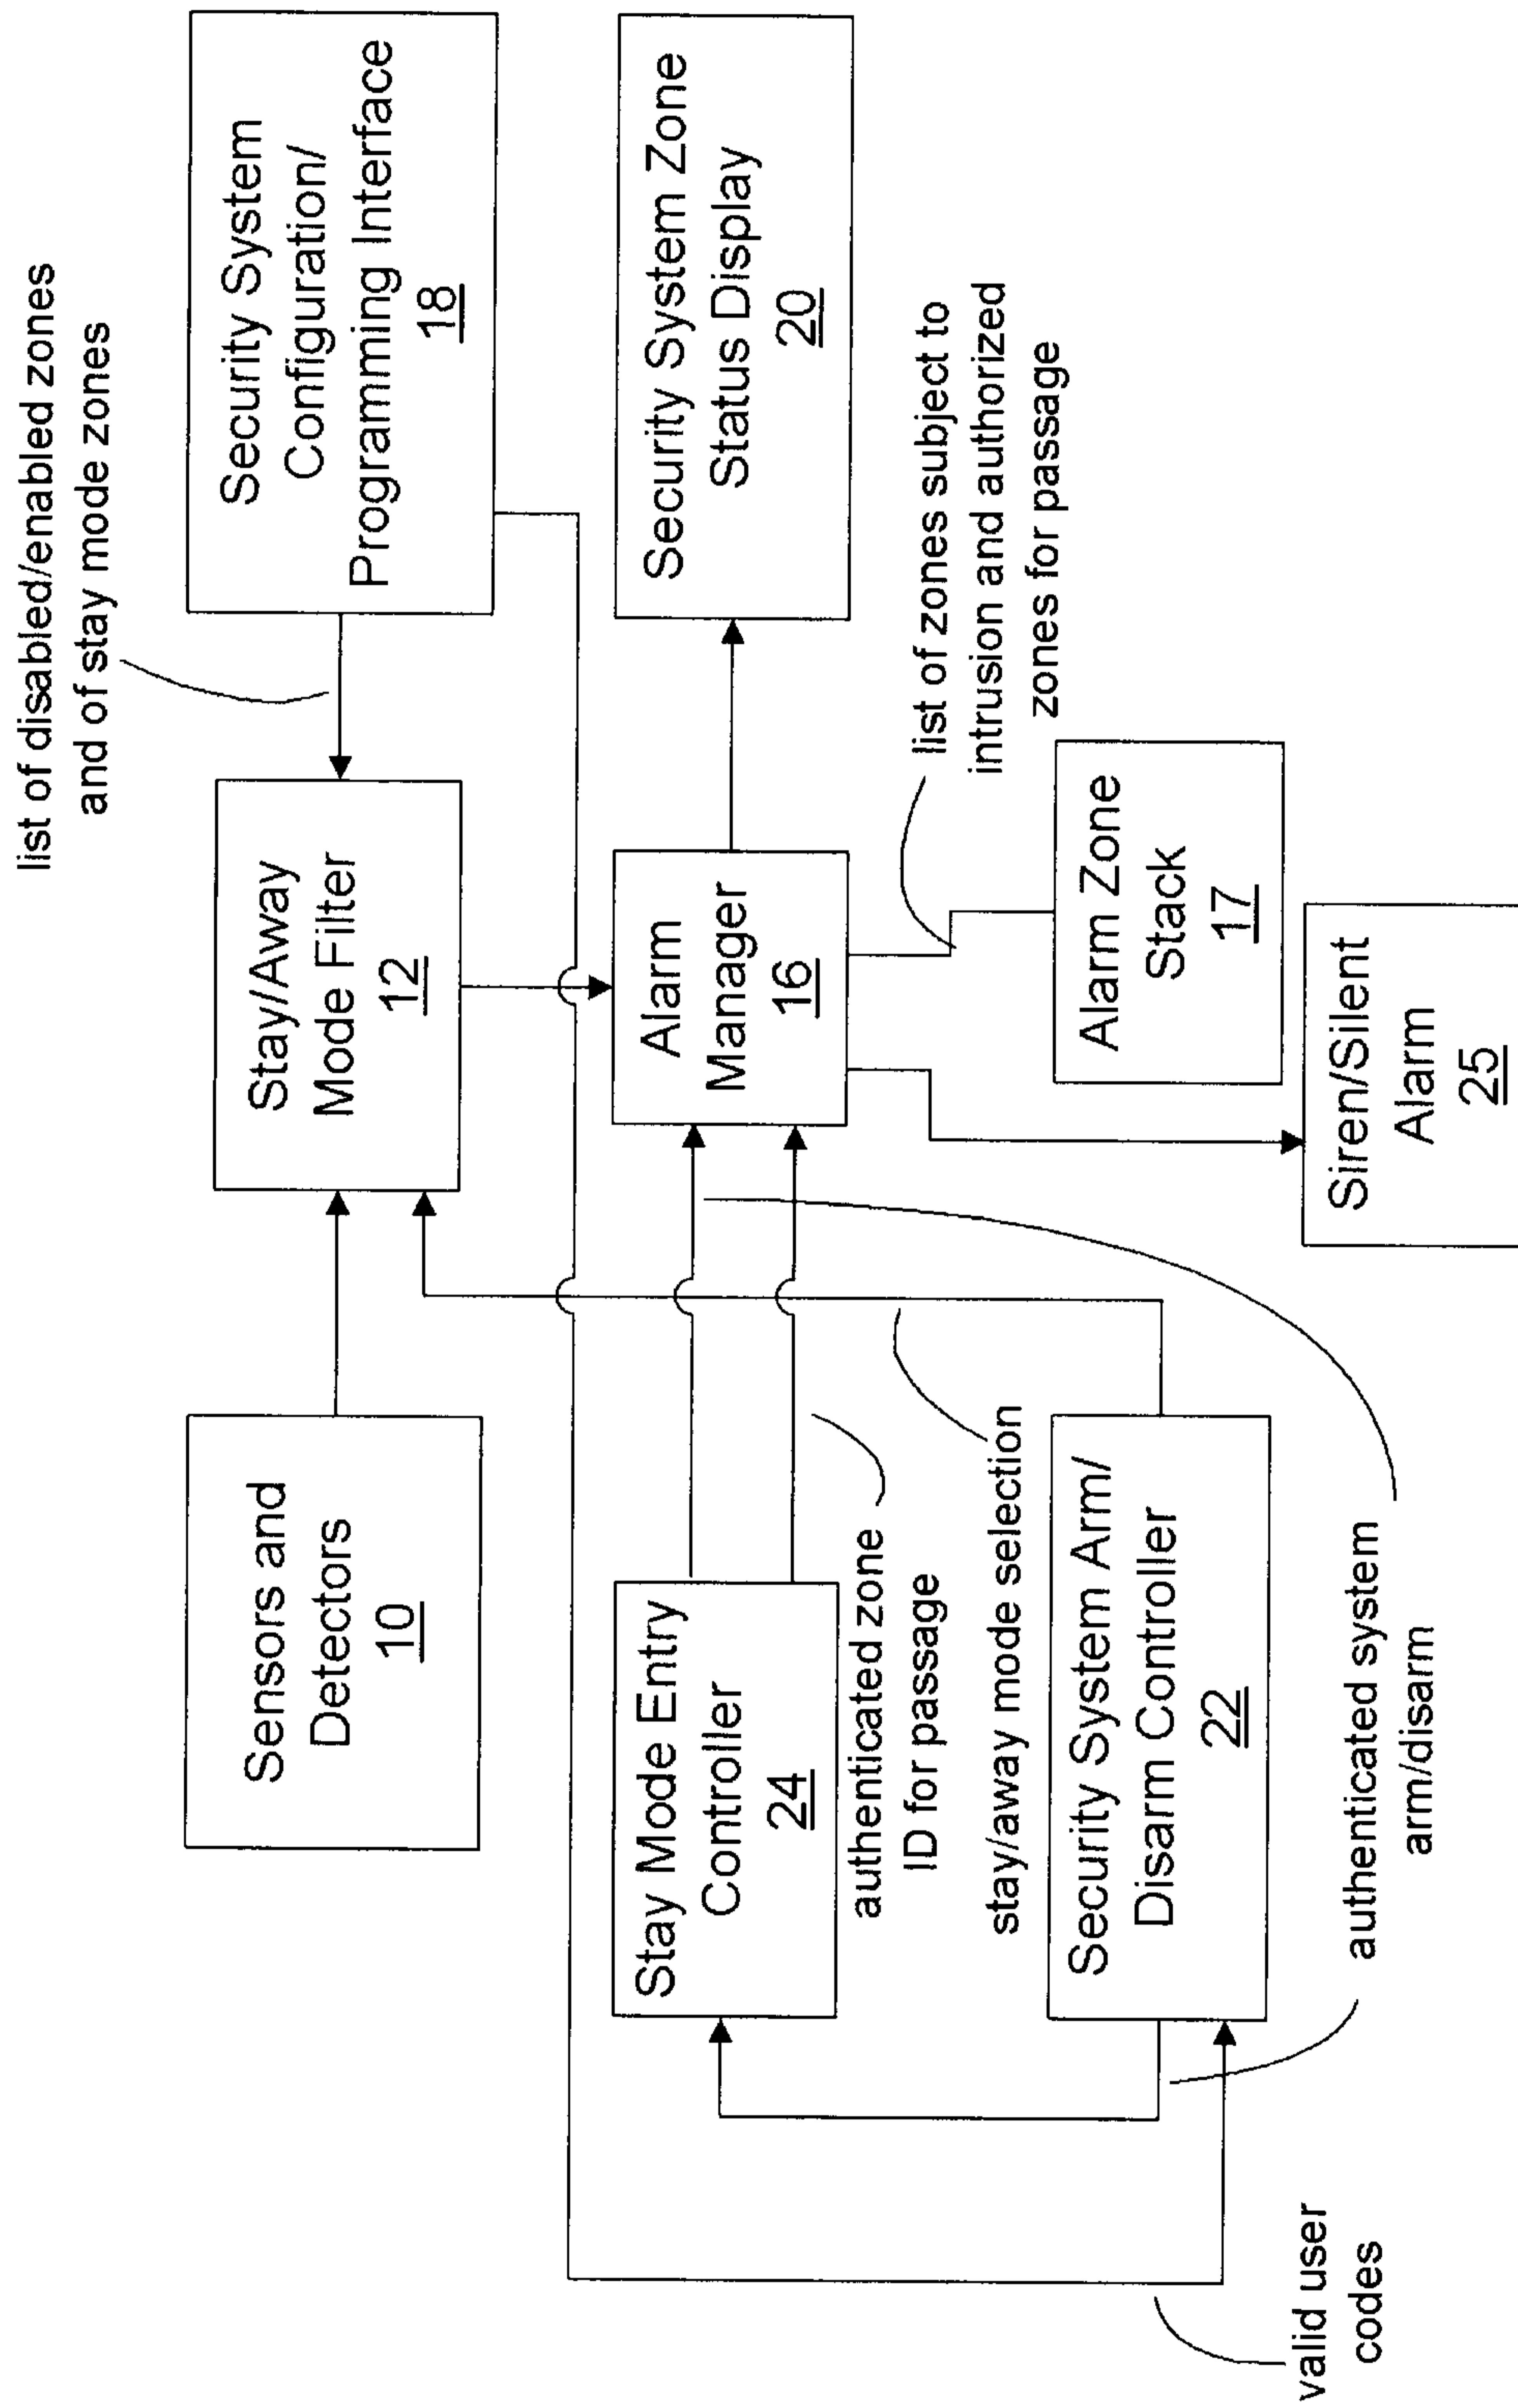 list of disabled/enabled zones
and of stay mode zones
Sensors and
Detectors
10
Stay/Away
Mode Filter
12
Security System
Configuration/
Programming Interface
18
Stay Mode Entry
Controller
24
Alarm
Manager
16
Security System Zone
Status Display
20
authenticated zone
ID for passage
list of zones subject to
intrusion and authorized
zones for passage
stay/away mode selection
Security System Arm/
Disarm Controller
22
Alarm Zone
Stack
17
valid user
codes
authenticated system
arm/disarm
Siren/Silent
Alarm
25